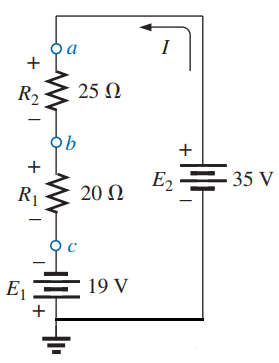 a
I
+
R₂ 25 Ω
−
b
+
R₁ 20 Ω
−
c
−
E₁ 19 V
+
+
E₂ 35 V
−